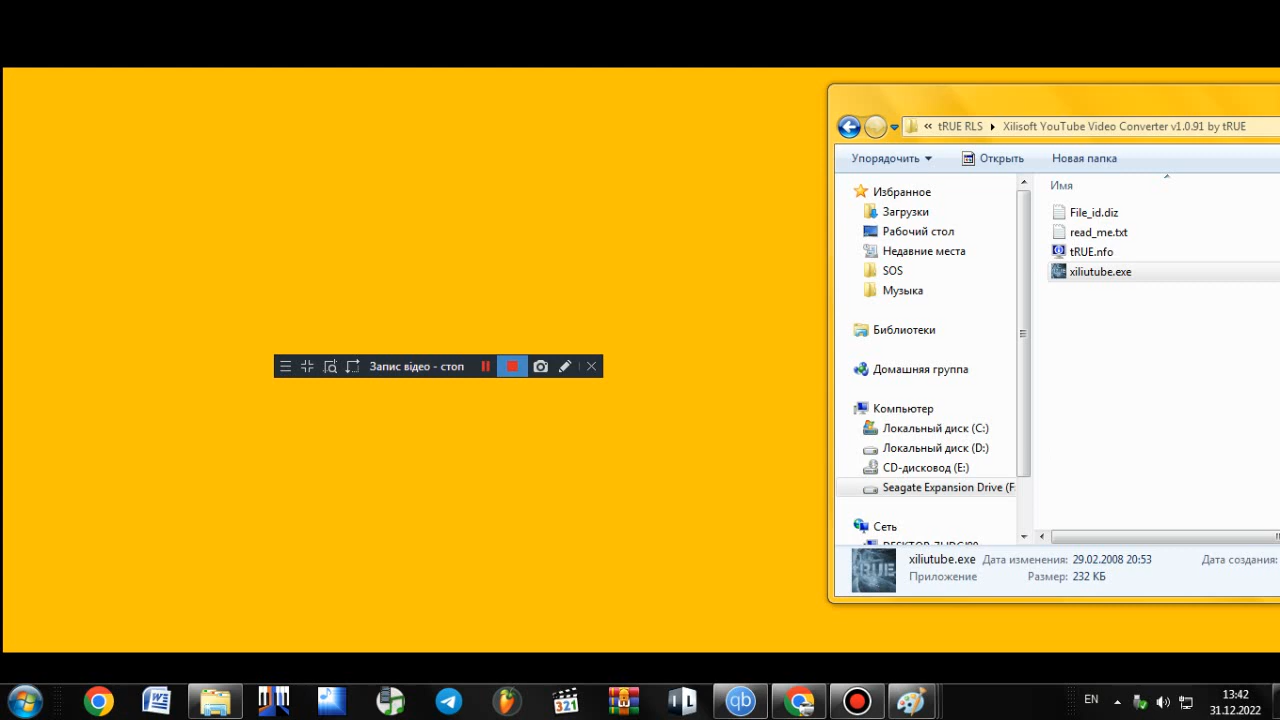 « tRUE RLS Xilisoft YouTube Video Converter v1.0.91 by tRUE
Упорядочить Открыть Новая папка
Имя
Избранное
Загрузки
Рабочий стол
Недавние места
SOS
Музыка
Библиотеки
Домашняя группа
Компьютер
Локальный диск (C:)
Локальный диск (D:)
CD-дисковод (E:)
Seagate Expansion Drive (F
Сеть
File_id.diz
read_me.txt
tRUE.nfo
xiliutube.exe
Запис відео - стоп
tRUE
xiliutube.exe Дата изменения: 29.02.2008 20:53 Дата создания:
Приложение Размер: 232 КБ
321
L
qb
EN
13:42
31.12.2022